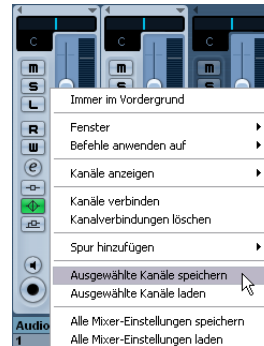 C C C
m m m
S S
L
R
W
e
Immer im Vordergrund
Fenster
Befehle anwenden auf
Kanäle anzeigen
Kanäle verbinden
Kanalverbindungen löschen
Spur hinzufügen
Ausgewählte Kanäle speichern
Ausgewählte Kanäle laden
Alle Mixer-Einstellungen speichern
Alle Mixer-Einstellungen laden
Audio
1